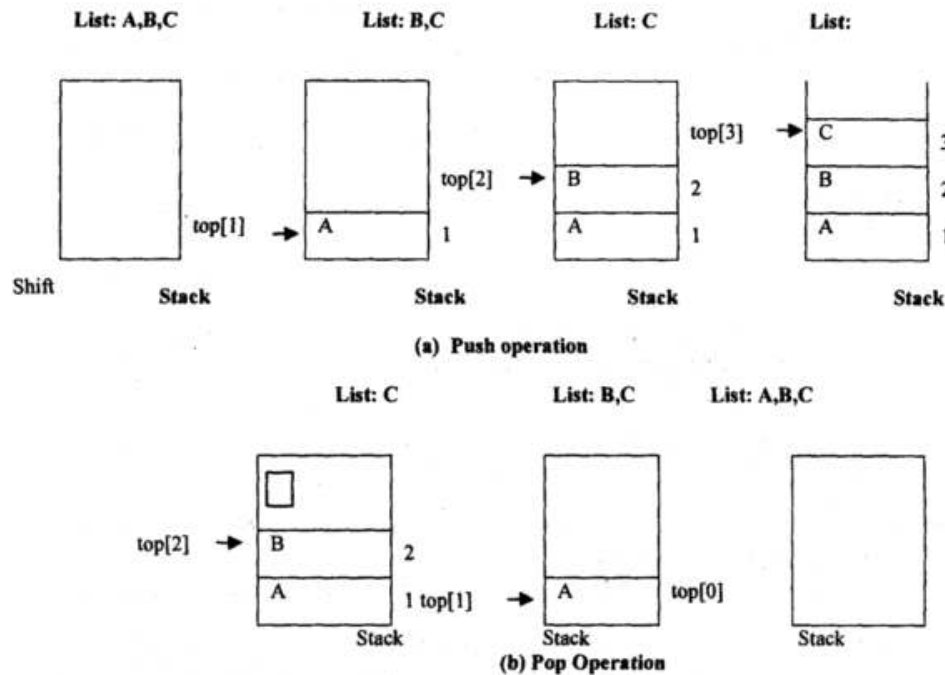 List: A,B,C
List: B,C
List: C
List:
top[1]
A
1
top[2]
B
2
A
1
top[3]
C
3
B
2
A
1
Shift
Stack
Stack
Stack
Stack
(a) Push operation
List: C
List: B,C
List: A,B,C
top[2]
B
2
A
1 top[1]
A
top[0]
Stack
Stack
Stack
(b) Pop Operation